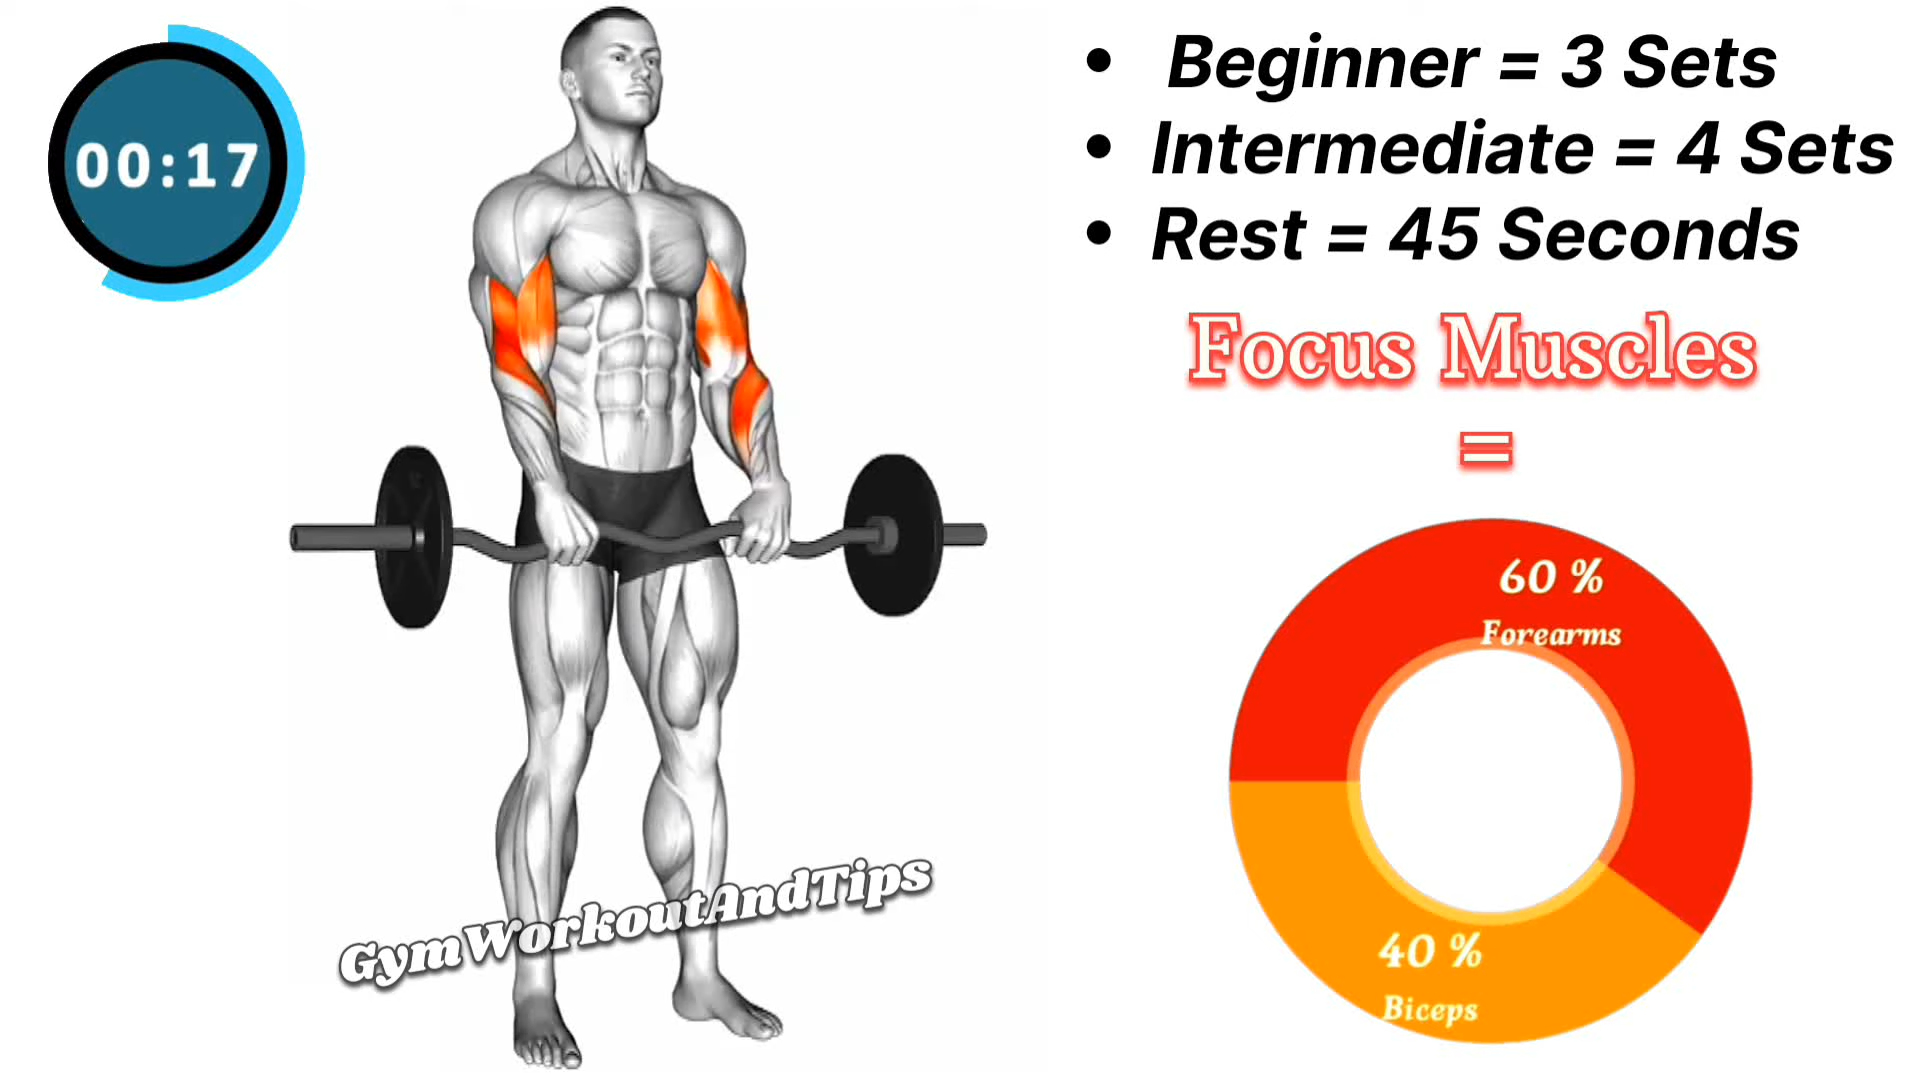 00:17
• Beginner = 3 Sets
• Intermediate = 4 Sets
• Rest = 45 Seconds
Focus Muscles
=
60 %
Forearms
40 %
Biceps
GymWorkoutAndTips